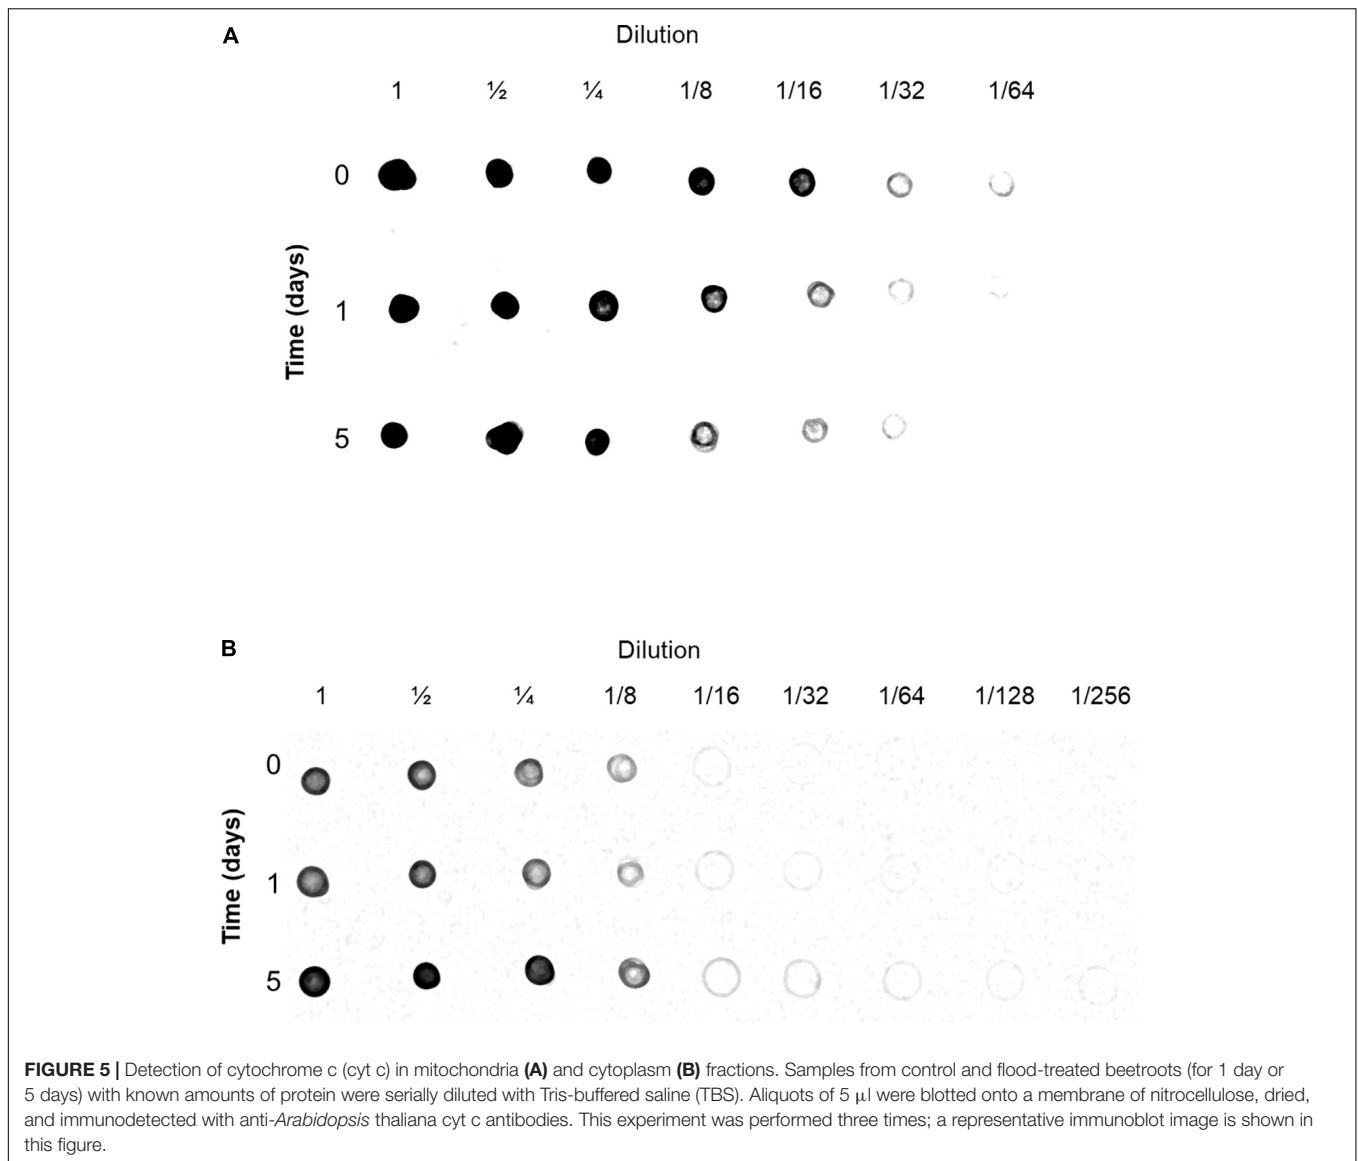 A
Dilution
1 ½ ¼ 1/8 1/16 1/32 1/64
0
Time (days)
1
5
B
Dilution
1 ½ ¼ 1/8 1/16 1/32 1/64 1/128 1/256
0
Time (days)
1
5
FIGURE 5 | Detection of cytochrome c (cyt c) in mitochondria (A) and cytoplasm (B) fractions. Samples from control and flood-treated beetroots (for 1 day or
5 days) with known amounts of protein were serially diluted with Tris-buffered saline (TBS). Aliquots of 5 μl were blotted onto a membrane of nitrocellulose, dried,
and immunodetected with anti-Arabidopsis thaliana cyt c antibodies. This experiment was performed three times; a representative immunoblot image is shown in
this figure.